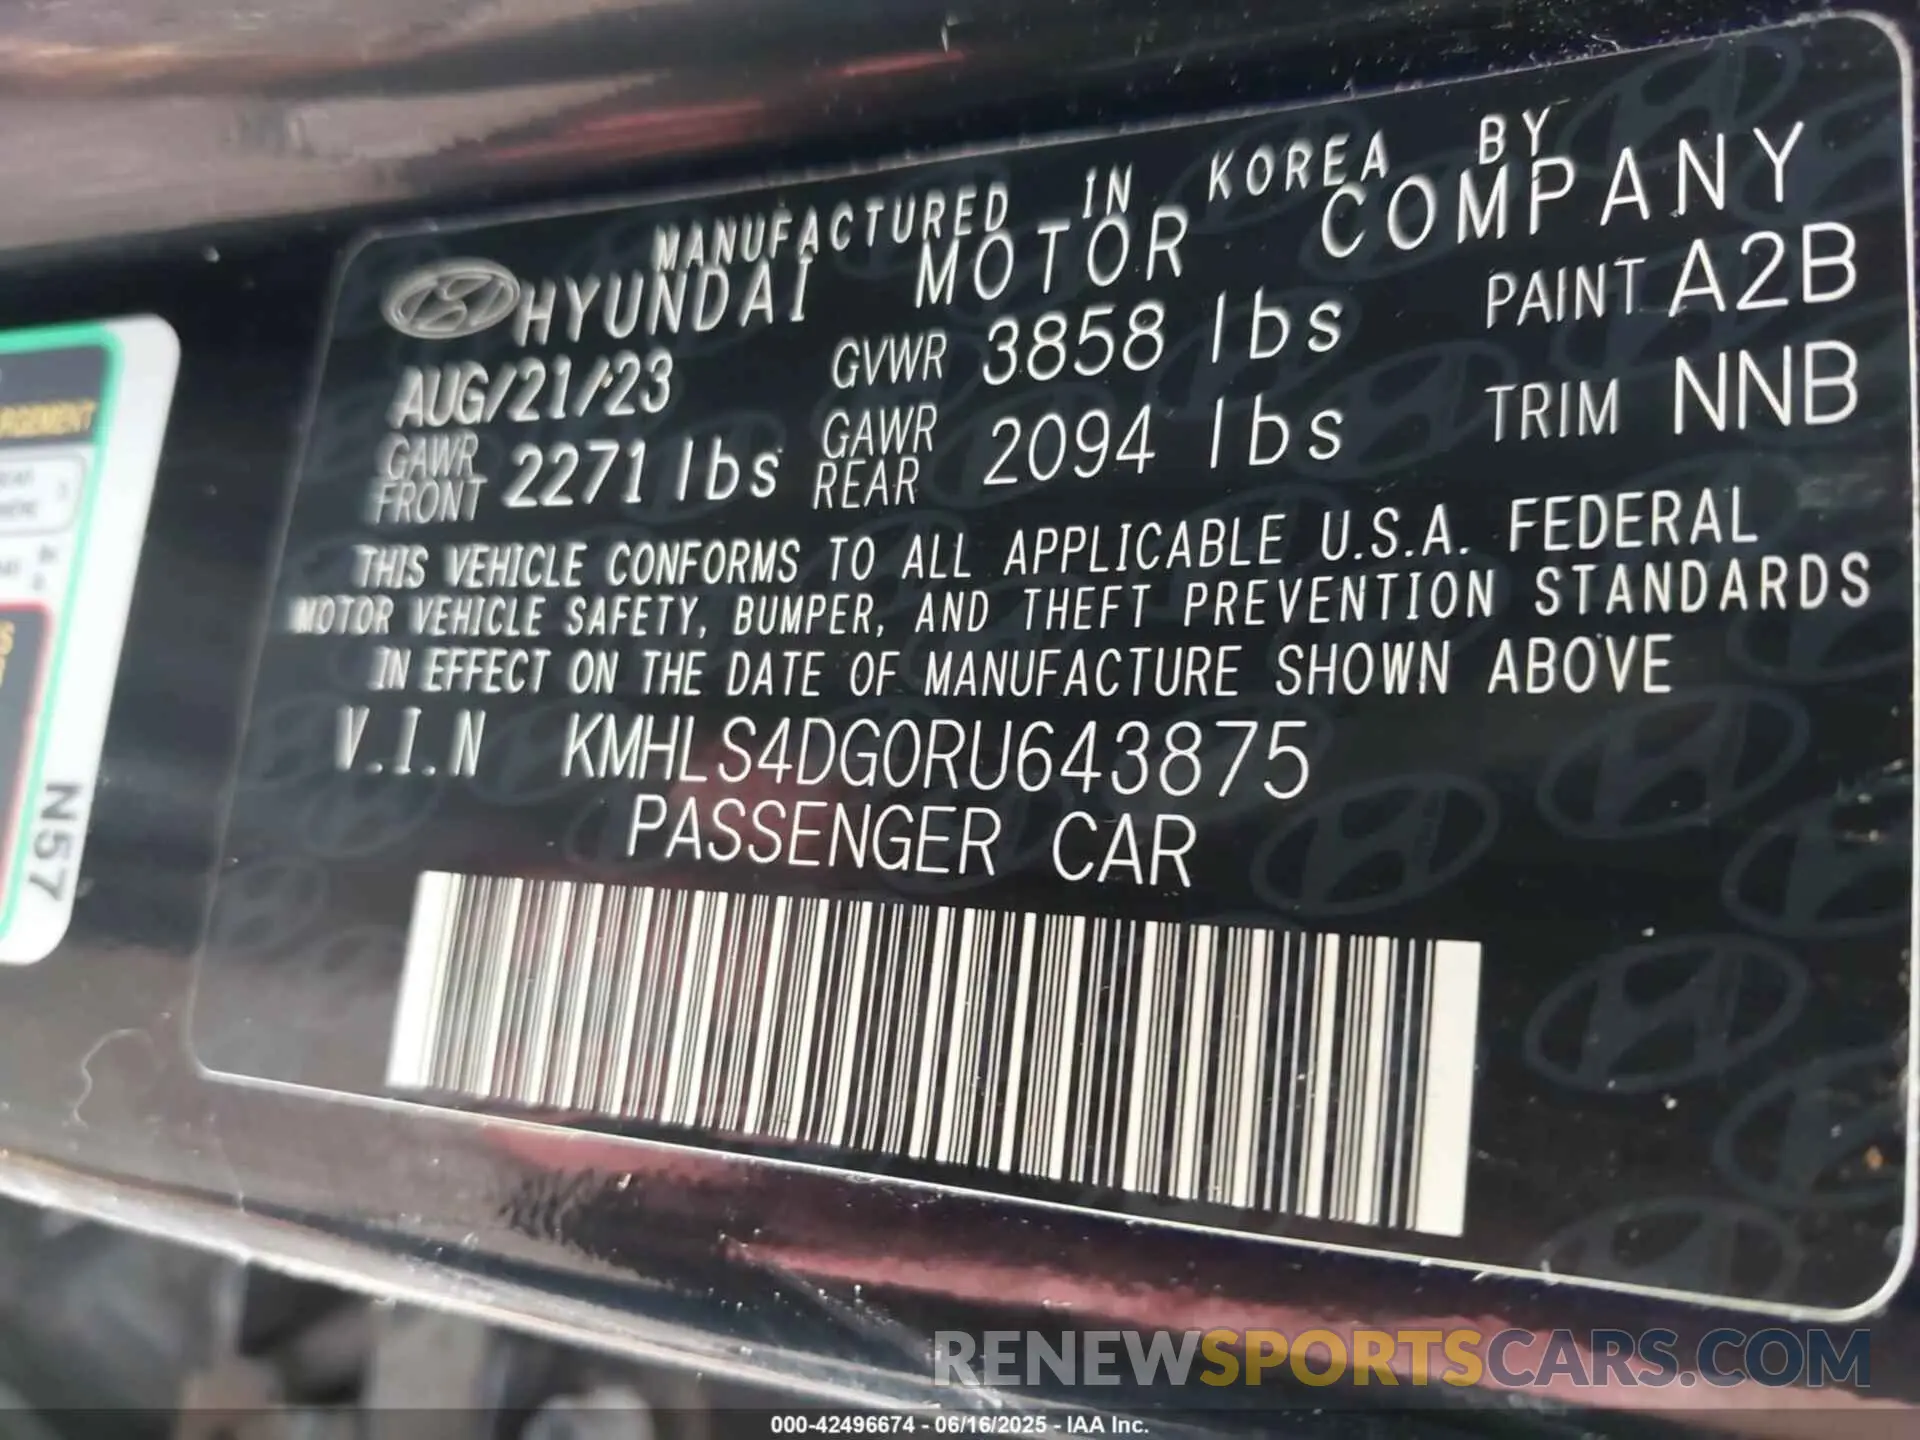 MANUFACTURED IN KOREA BY
HYUNDAI MOTOR COMPANY
AUG/21/23 GVWR 3858 lbs PAINT A2B
GAWR FRONT 2271 lbs GAWR REAR 2094 lbs TRIM NNB
THIS VEHICLE CONFORMS TO ALL APPLICABLE U.S.A. FEDERAL
MOTOR VEHICLE SAFETY, BUMPER, AND THEFT PREVENTION STANDARDS
IN EFFECT ON THE DATE OF MANUFACTURE SHOWN ABOVE
V.I.N KMHLS4DG0RU643875
PASSENGER CAR
N57
RENEWSPORTSCARS.COM
000-42496674 - 06/16/2025 - IAA Inc.